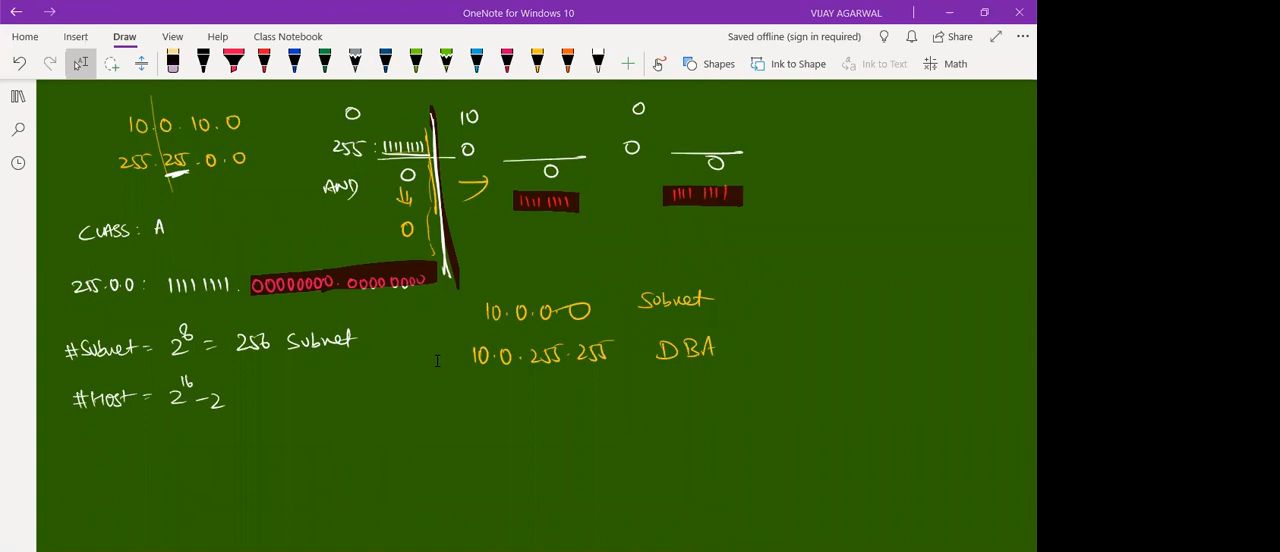 OneNote for Windows 10
VIJAY AGARWAL
Home Insert Draw View Help Class Notebook
Saved offline (sign in required) Share
Shapes Ink to Shape Ink to Text Math
10.0.10.0
255.255.0.0
0 10 0
255: 11111111 0 0
AND 0 0 0
0
11111111 11111111
CLASS: A
255.0.0: 11111111. 00000000.00000000
#Subnet = 2^8 = 256 Subnet
#Host = 2^16 - 2
10.0.0.0 Subnet
10.0.255.255 DBA